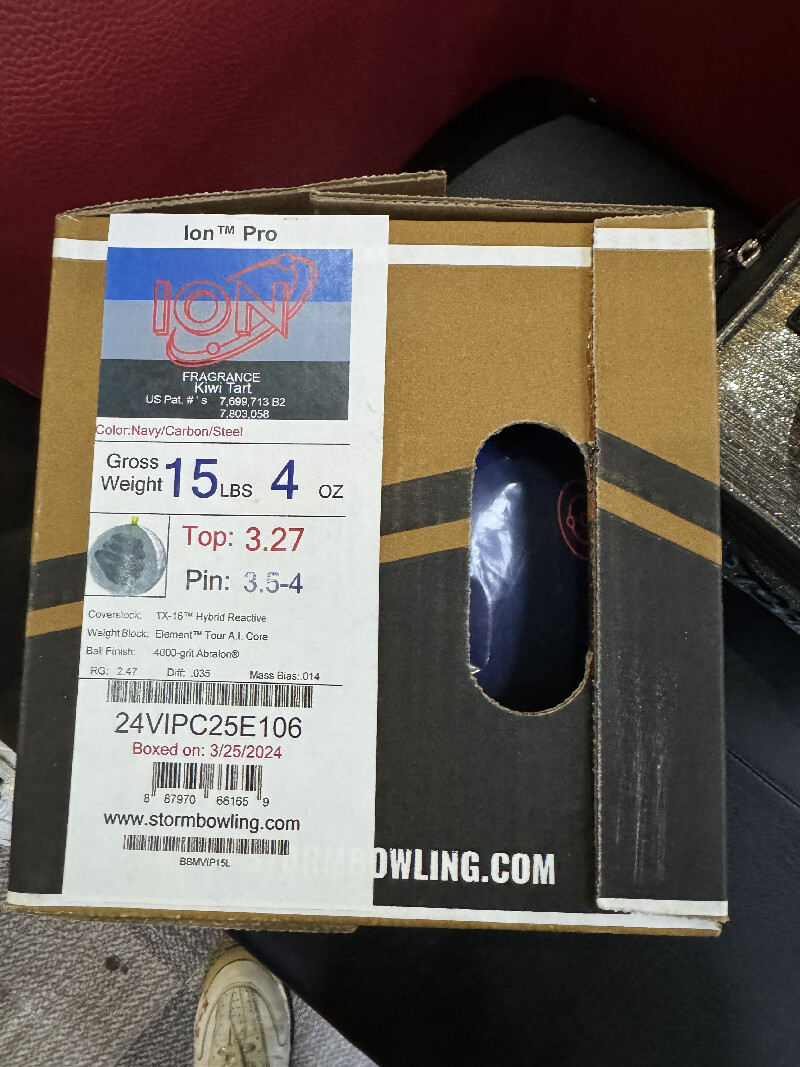 Ion™ Pro
ION
FRAGRANCE
Kiwi Tart
US Pat. #'s 7,699,713 B2
7,803,058
Color:Navy/Carbon/Steel
Gross Weight 15 LBS 4 OZ
Top: 3.27
Pin: 3.5-4
Coverstock: TX-16™ Hybrid Reactive
Weight Block: Element™ Tour A.I. Core
Ball Finish: 4000-grit Abralon®
RG: 2.47 Diff: .035 Mass Bias:.014
24VIPC25E106
Boxed on: 3/25/2024
8 87970 66165 9
www.stormbowling.com
BBMVIP15L
STORMBOWLING.COM